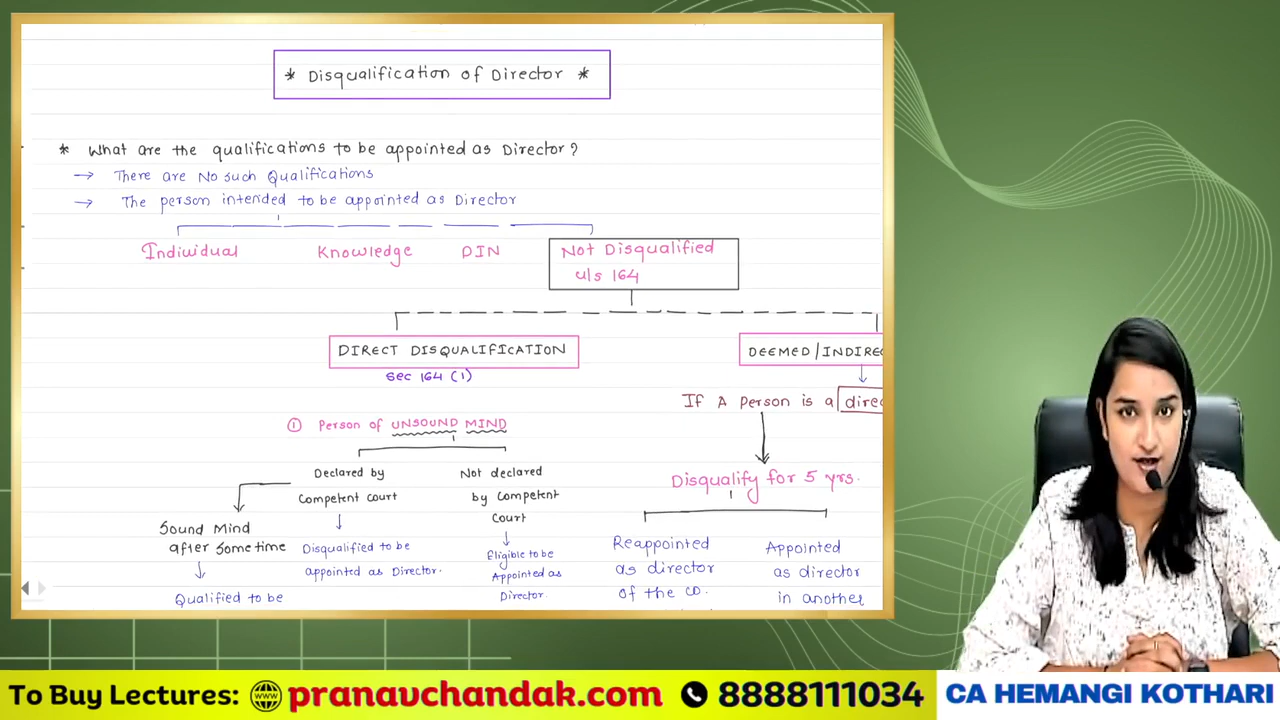 * Disqualification of Director *
* What are the qualifications to be appointed as Director?
→ There are No such Qualifications
→ The person intended to be appointed as Director
Individual Knowledge DIN Not Disqualified
u/s 164
DIRECT DISQUALIFICATION
Sec 164 (1)
① Person of UNSOUND MIND
Declared by
Competent court
Not declared
by Competent
Court
Sound Mind
after Sometime
Disqualified to be
appointed as Director.
Eligible to be
Appointed as
Director.
Qualified to be
DEEMED/INDIREC
If A person is a direc
Disqualify for 5 yrs.
Reappointed
as director
of the CO.
Appointed
as director
in another
To Buy Lectures: pranavchandak.com 8888111034 CA HEMANGI KOTHARI